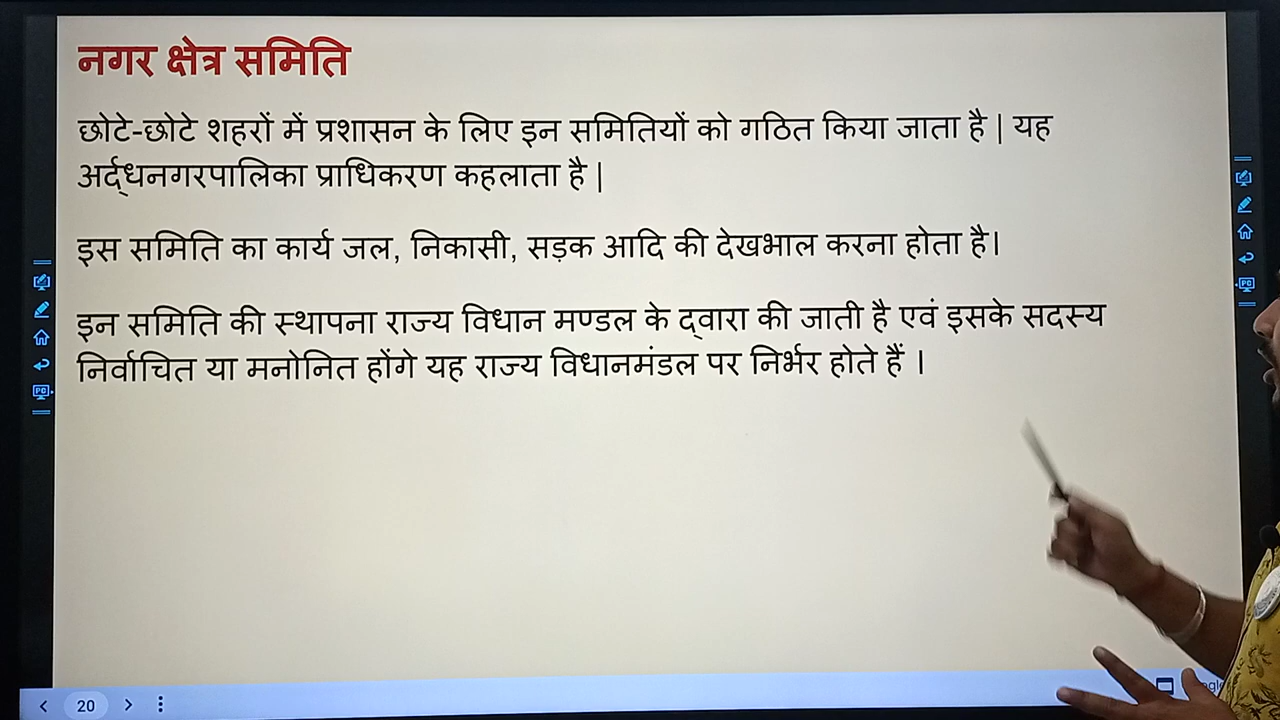 नगर क्षेत्र समिति
छोटे-छोटे शहरों में प्रशासन के लिए इन समितियों को गठित किया जाता है | यह
अर्द्धनगरपालिका प्राधिकरण कहलाता है |
इस समिति का कार्य जल, निकासी, सड़क आदि की देखभाल करना होता है।
इन समिति की स्थापना राज्य विधान मण्डल के द्वारा की जाती है एवं इसके सदस्य
निर्वाचित या मनोनित होंगे यह राज्य विधानमंडल पर निर्भर होते हैं ।
20